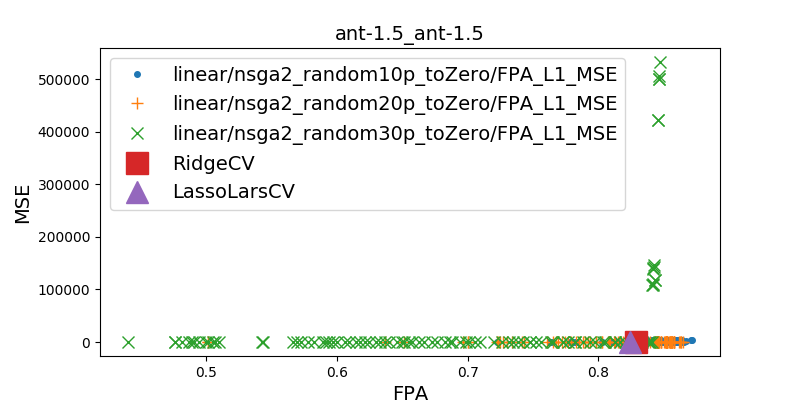 ant-1.5_ant-1.5
linear/nsga2_random10p_toZero/FPA_L1_MSE
linear/nsga2_random20p_toZero/FPA_L1_MSE
linear/nsga2_random30p_toZero/FPA_L1_MSE
RidgeCV
LassoLarsCV
MSE
500000
400000
300000
200000
100000
0
0.5 0.6 0.7 0.8
FPA